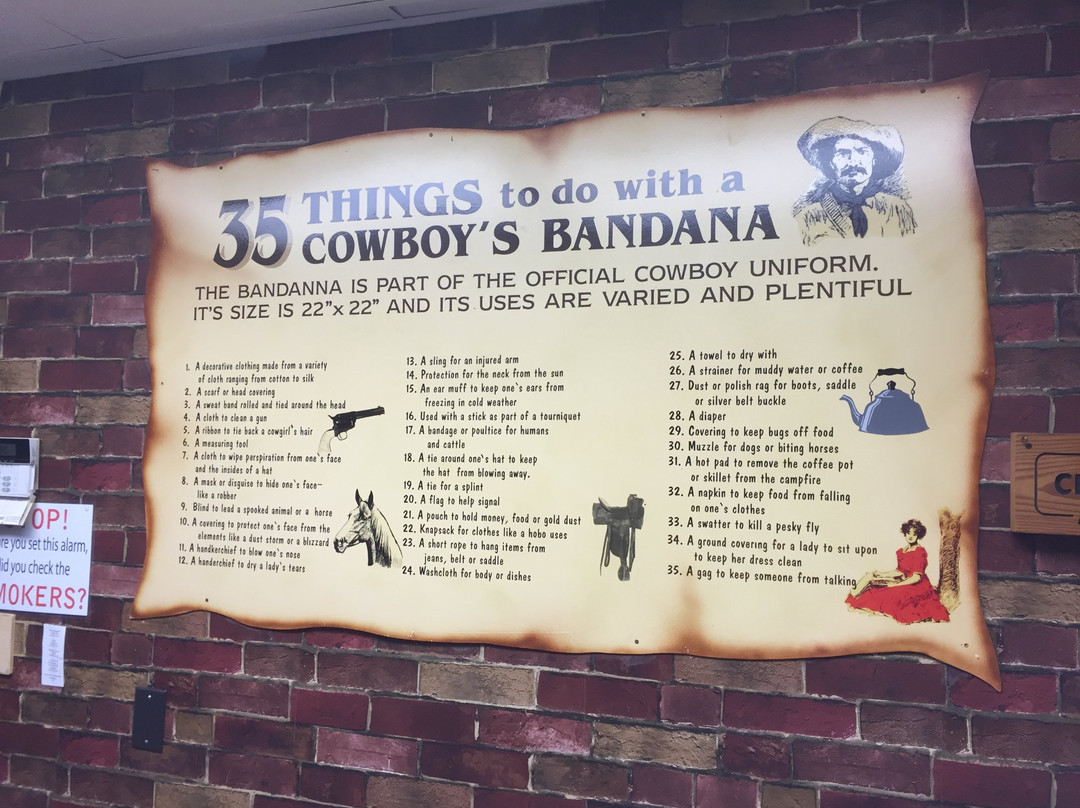 35 THINGS to do with a
COWBOY'S BANDANA
THE BANDANNA IS PART OF THE OFFICIAL COWBOY UNIFORM.
IT'S SIZE IS 22"x 22" AND ITS USES ARE VARIED AND PLENTIFUL
1. A decorative clothing made from a variety
of cloth ranging from cotton to silk
2. A scarf or head covering
3. A sweat band rolled and tied around the head
4. A cloth to clean a gun
5. A ribbon to tie back a cowgirl`s hair
6. A measuring tool
7. A cloth to wipe perspiration from one`s face
and the insides of a hat
8. A mask or disguise to hide one`s face—
like a robber
9. Blind to lead a spooked animal or a horse
10. A covering to protect one`s face from the
elements like a dust storm or a blizzard
11. A handkerchief to blow one`s nose
12. A handerchief to dry a lady`s tears
13. A sling for an injured arm
14. Protection for the neck from the sun
15. An ear muff to keep one`s ears from
freezing in cold weather
16. Used with a stick as part of a tourniquet
17. A bandage or poultice for humans
and cattle
18. A tie around one`s hat to keep
the hat from blowing away.
19. A tie for a splint
20. A flag to help signal
21. A pouch to hold money, food or gold dust
22. Knapsack for clothes like a hobo uses
23. A short rope to hang items from
jeans, belt or saddle
24. Washcloth for body or dishes
25. A towel to dry with
26. A strainer for muddy water or coffee
27. Dust or polish rag for boots, saddle
or silver belt buckle
28. A diaper
29. Covering to keep bugs off food
30. Muzzle for dogs or biting horses
31. A hot pad to remove the coffee pot
or skillet from the campfire
32. A napkin to keep food from falling
on one`s clothes
33. A swatter to kill a pesky fly
34. A ground covering for a lady to sit upon
to keep her dress clean
35. A gag to keep someone from talking
OP!
re you set this alarm,
did you check the
MOKERS?